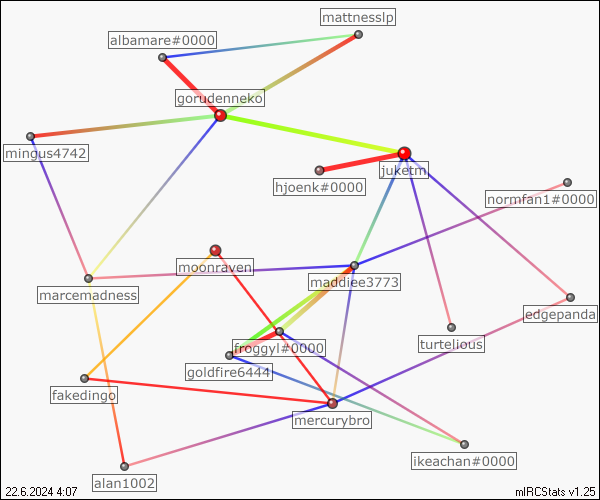 mattnesslp
albamare#0000
gorudenneko
mingus4742
juketm
hjoenk#0000
normfan1#0000
moonraven
maddiee3773
marcemadness
edgepanda
turtelious
froggyl#0000
goldfire6444
fakedingo
mercurybro
ikeachan#0000
alan1002
22.6.2024 4:07
mIRCStats v1.25